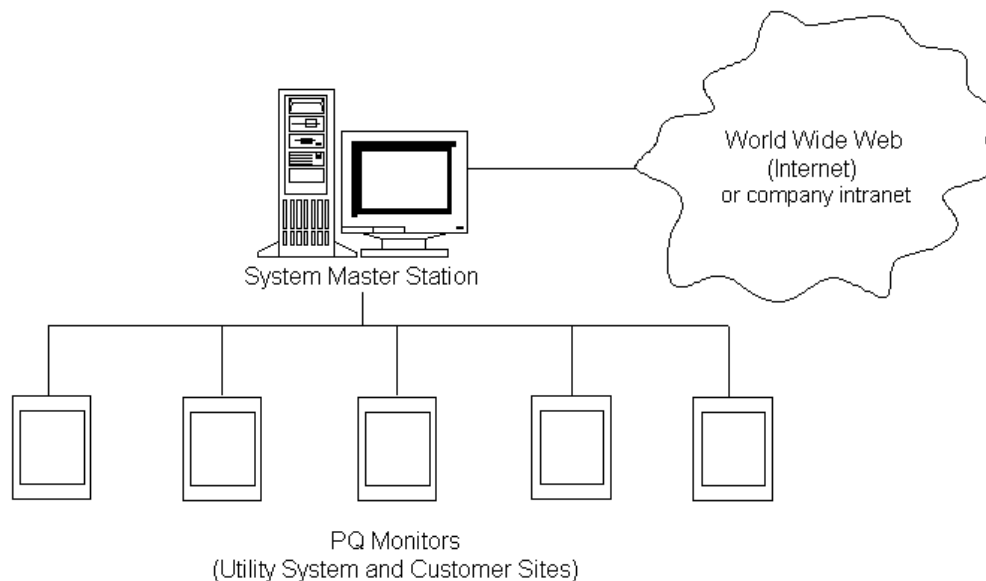 World Wide Web
(Internet)
or company intranet
System Master Station
PQ Monitors
(Utility System and Customer Sites)